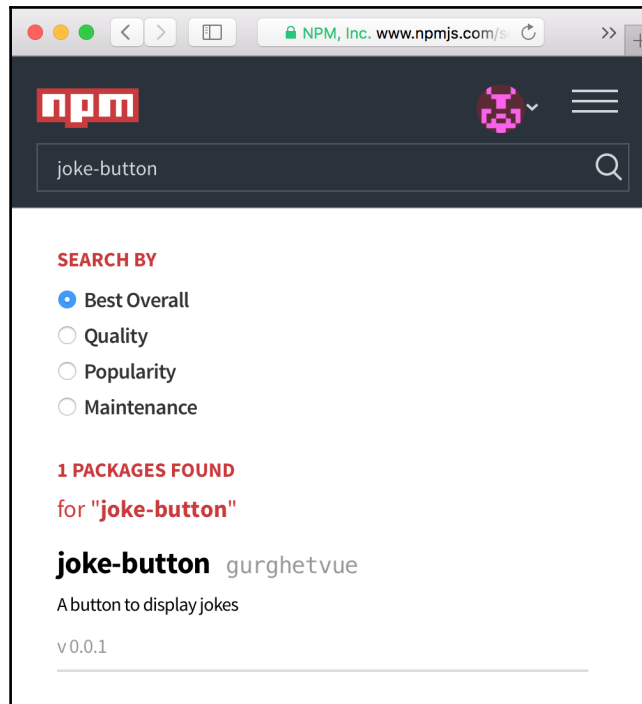 NPM, Inc. www.npmjs.com/s
npm
joke-button
SEARCH BY
Best Overall
Quality
Popularity
Maintenance
1 PACKAGES FOUND
for "joke-button"
joke-button gurghetvue
A button to display jokes
v 0.0.1